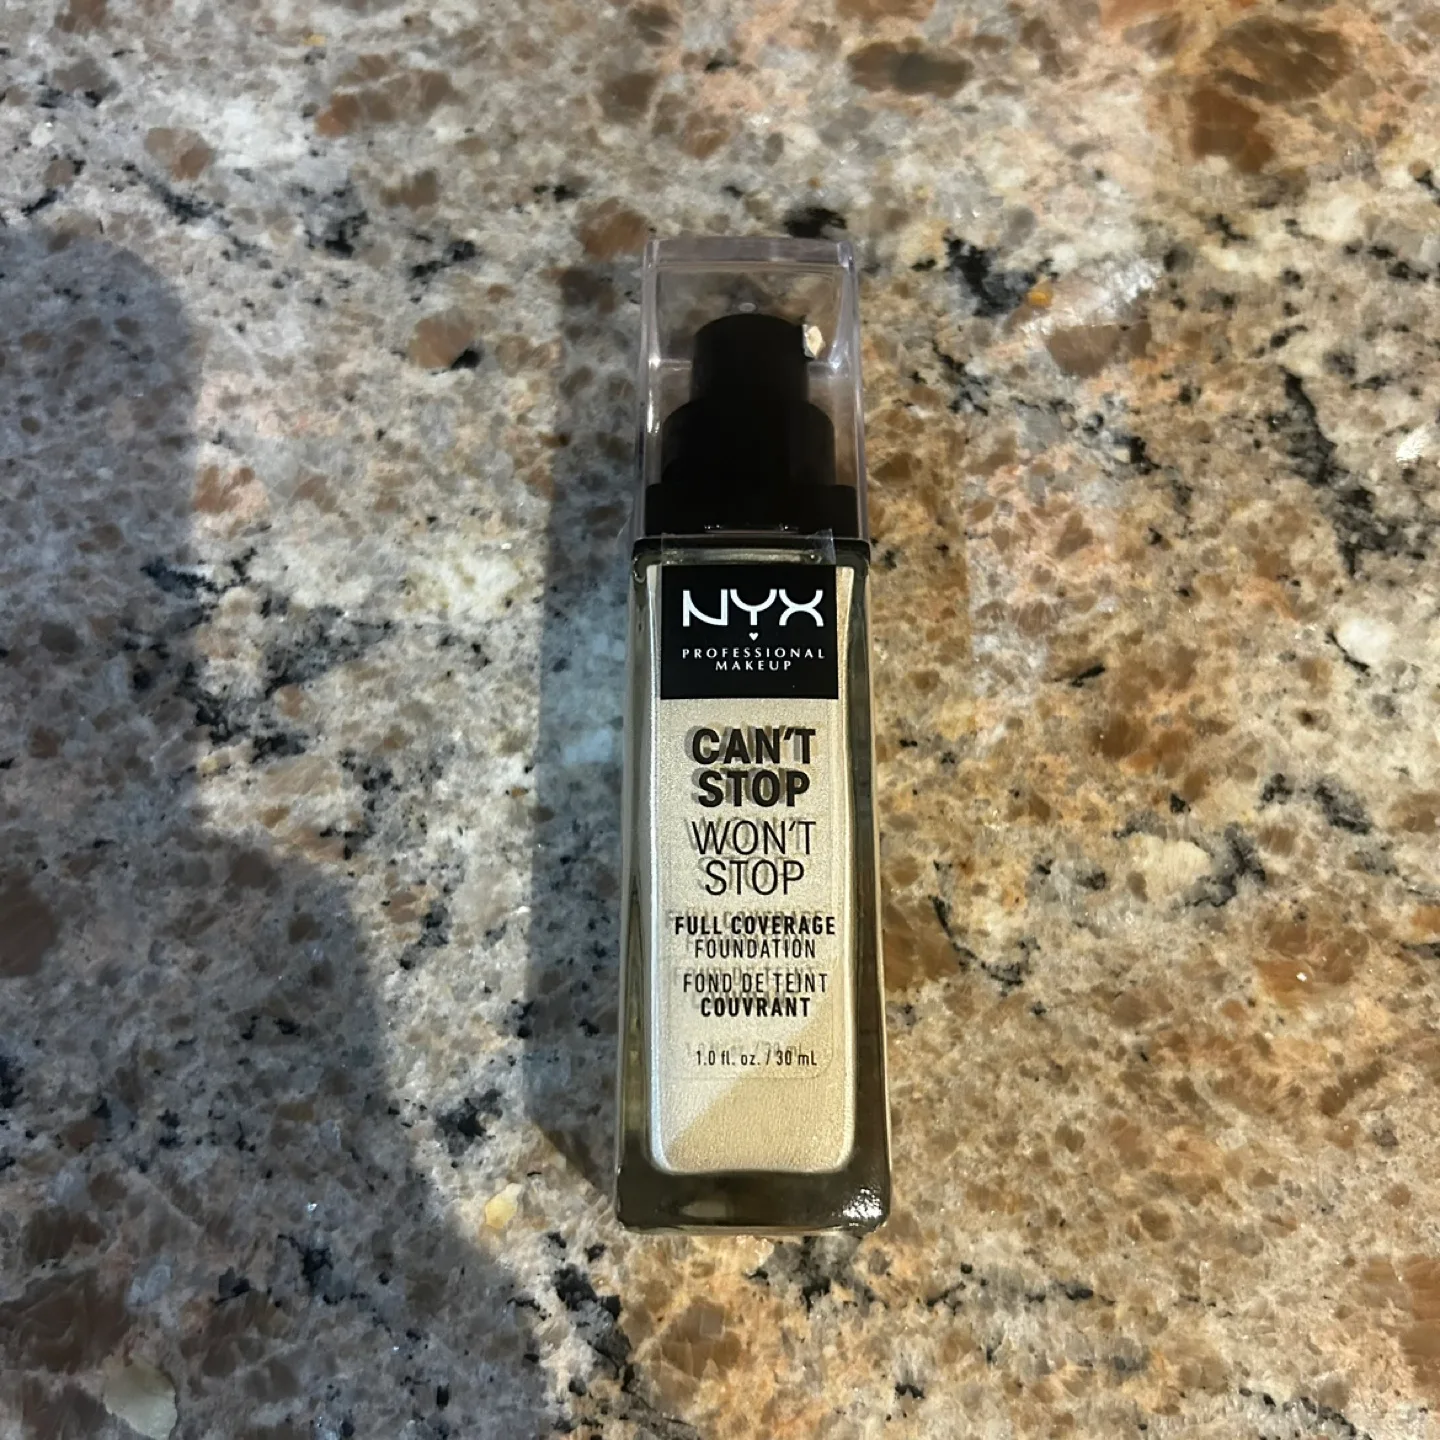 NYX
PROFESSIONAL
MAKEUP
CAN'T
STOP
WON'T
STOP
FULL COVERAGE
FOUNDATION
FOND DE TEINT
COUVRANT
1.0 fl. oz. / 30 mL